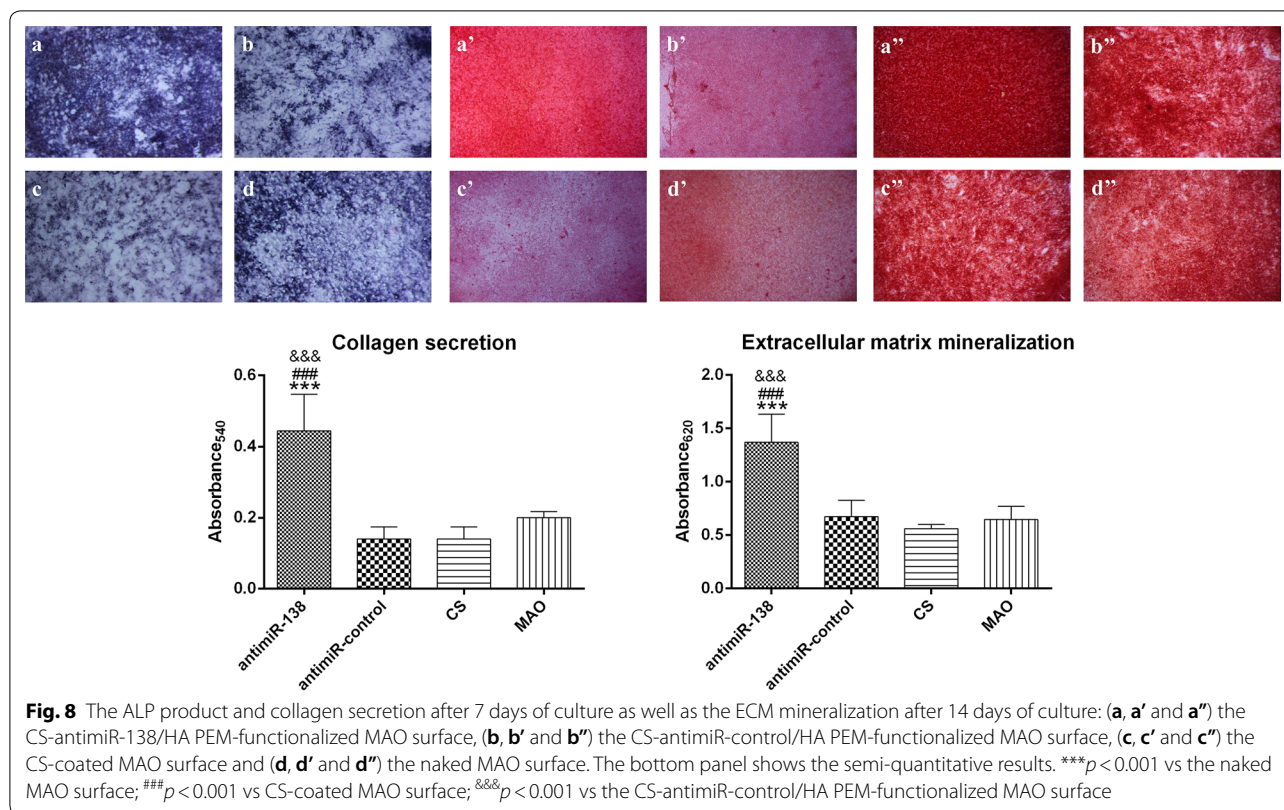 a b a’ b’ a’’ b’’
c d c’ d’ c’’ d’’
Collagen secretion
Absorbance540
0.6
0.4
0.2
0.0
&&&
###
***
antimiR-138
antimiR-control
CS
MAO
Extracellular matrix mineralization
Absorbance620
2.0
1.5
1.0
0.5
0.0
&&&
###
***
antimiR-138
antimiR-control
CS
MAO
Fig. 8 The ALP product and collagen secretion after 7 days of culture as well as the ECM mineralization after 14 days of culture: (a, a′ and a″) the
CS-antimiR-138/HA PEM-functionalized MAO surface, (b, b′ and b″) the CS-antimiR-control/HA PEM-functionalized MAO surface, (c, c′ and c″) the
CS-coated MAO surface and (d, d′ and d″) the naked MAO surface. The bottom panel shows the semi-quantitative results. ***p < 0.001 vs the naked
MAO surface; ###p < 0.001 vs CS-coated MAO surface; &&&p < 0.001 vs the CS-antimiR-control/HA PEM-functionalized MAO surface